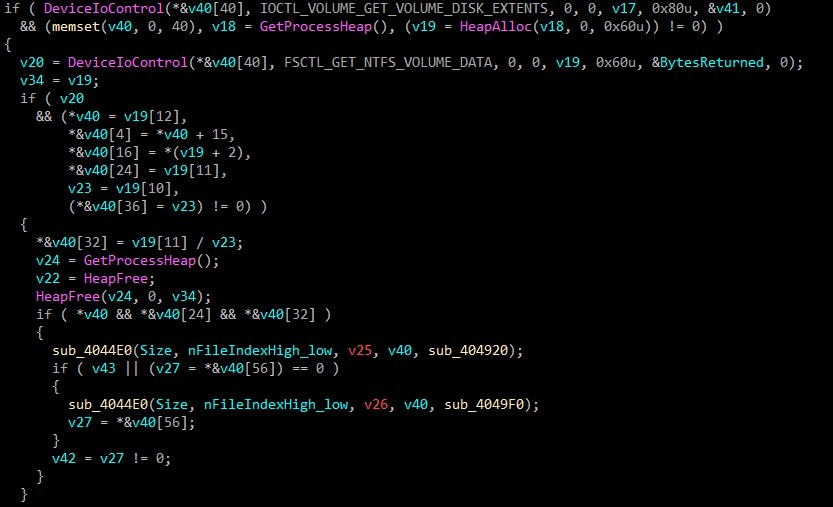 if ( DeviceIoControl(*&v40[40], IOCTL_VOLUME_GET_VOLUME_DISK_EXTENTS, 0, 0, v17, 0x80u, &v41, 0)
&& (memset(v40, 0, 40), v18 = GetProcessHeap(), (v19 = HeapAlloc(v18, 0, 0x60u)) != 0) )
{
v20 = DeviceIoControl(*&v40[40], FSCTL_GET_NTFS_VOLUME_DATA, 0, 0, v19, 0x60u, &BytesReturned, 0);
v34 = v19;
if ( v20
&& (*v40 = v19[12],
*&v40[4] = *v40 + 15,
*&v40[16] = *(v19 + 2),
*&v40[24] = v19[11],
v23 = v19[10],
(*&v40[36] = v23) != 0) )
{
*&v40[32] = v19[11] / v23;
v24 = GetProcessHeap();
v22 = HeapFree;
HeapFree(v24, 0, v34);
if ( *v40 && *&v40[24] && *&v40[32] )
{
sub_4044E0(Size, nFileIndexHigh_low, v25, v40, sub_404920);
if ( v43 || (v27 = *&v40[56]) == 0 )
{
sub_4044E0(Size, nFileIndexHigh_low, v26, v40, sub_4049F0);
v27 = *&v40[56];
}
v42 = v27 != 0;
}
}